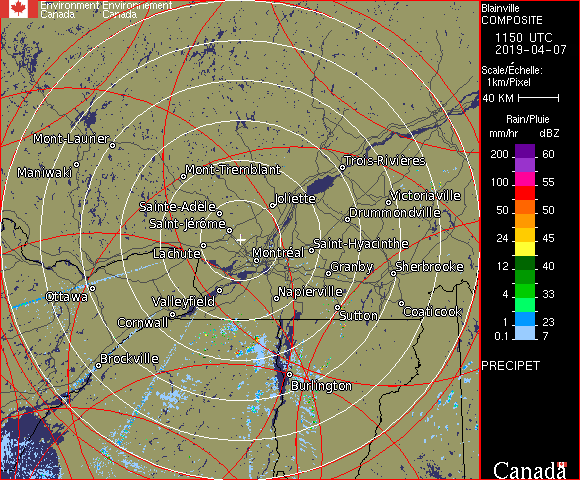 Environment Environnement
Canada Canada
Blainville
COMPOSITE
1150 UTC
2019-04-07
Scale/Échelle:
1km/Pixel
40 KM
Rain/Pluie
mm/hr dBZ
200 60
100 55
50 50
24 45
12 40
4 33
1 23
0.1 7
PRECIPET
Canada
Mont-Laurier
Maniwaki
Mont-Tremblant
Trois-Rivières
Joliette
Victoriaville
Sainte-Adèle
Drummondville
Saint-Jérôme
Saint-Hyacinthe
Lachute
Montréal
Granby
Sherbrooke
Ottawa
Valleyfield
Napierville
Cornwall
Sutton
Coaticook
Brockville
Burlington